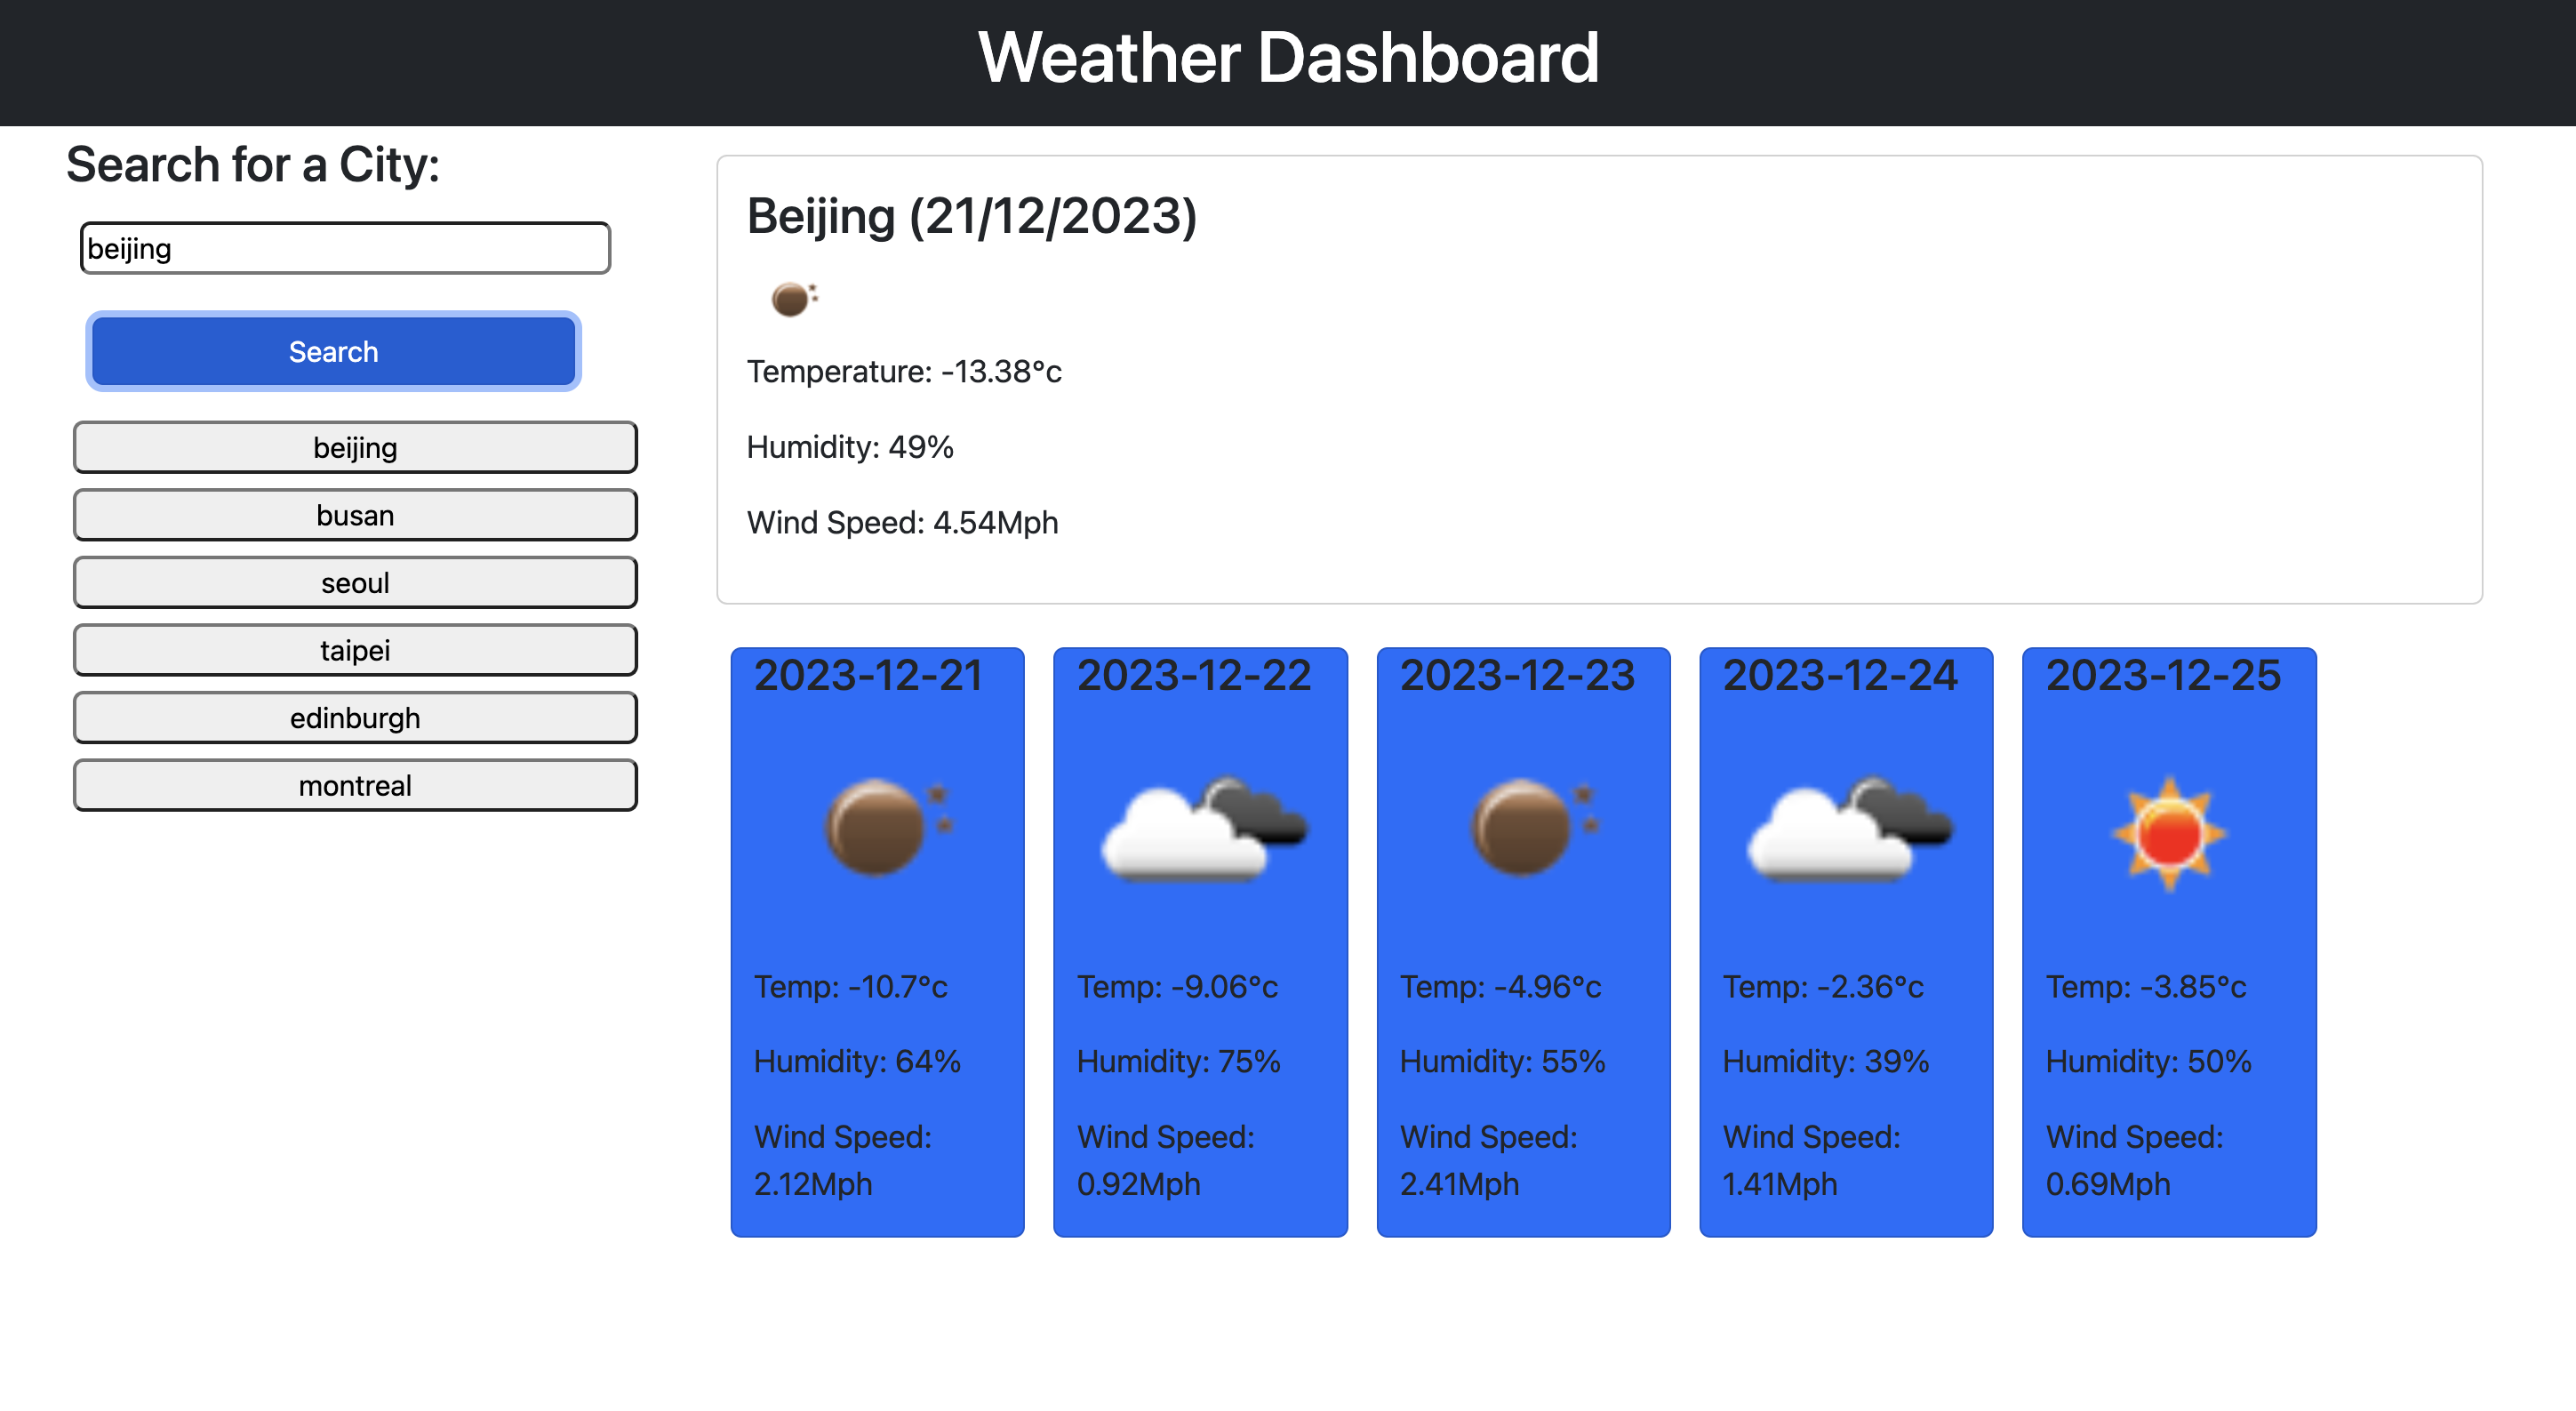 Weather Dashboard
Search for a City:
beijing
Search
beijing
busan
seoul
taipei
edinburgh
montreal
Beijing (21/12/2023)
Temperature: -13.38°c
Humidity: 49%
Wind Speed: 4.54Mph
2023-12-21
Temp: -10.7°c
Humidity: 64%
Wind Speed:
2.12Mph
2023-12-22
Temp: -9.06°c
Humidity: 75%
Wind Speed:
0.92Mph
2023-12-23
Temp: -4.96°c
Humidity: 55%
Wind Speed:
2.41Mph
2023-12-24
Temp: -2.36°c
Humidity: 39%
Wind Speed:
1.41Mph
2023-12-25
Temp: -3.85°c
Humidity: 50%
Wind Speed:
0.69Mph